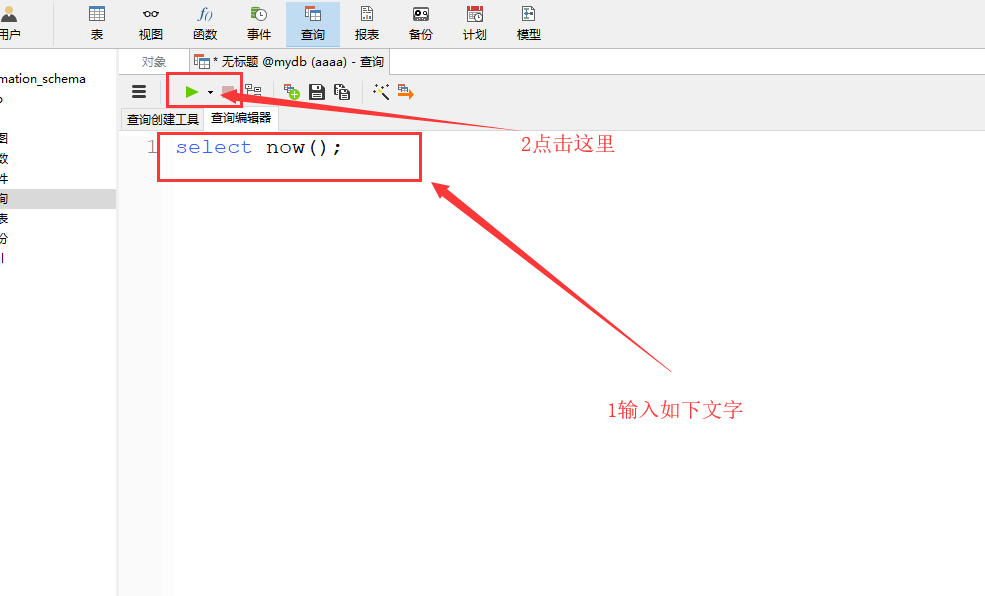 用户
表
视图
函数
事件
查询
报表
备份
计划
模型
对象
* 无标题 @mydb (aaaa) - 查询
mation_schema
查询创建工具
查询编辑器
1
select now();
2点击这里
图
数
件
询
表
份
l
1输入如下文字